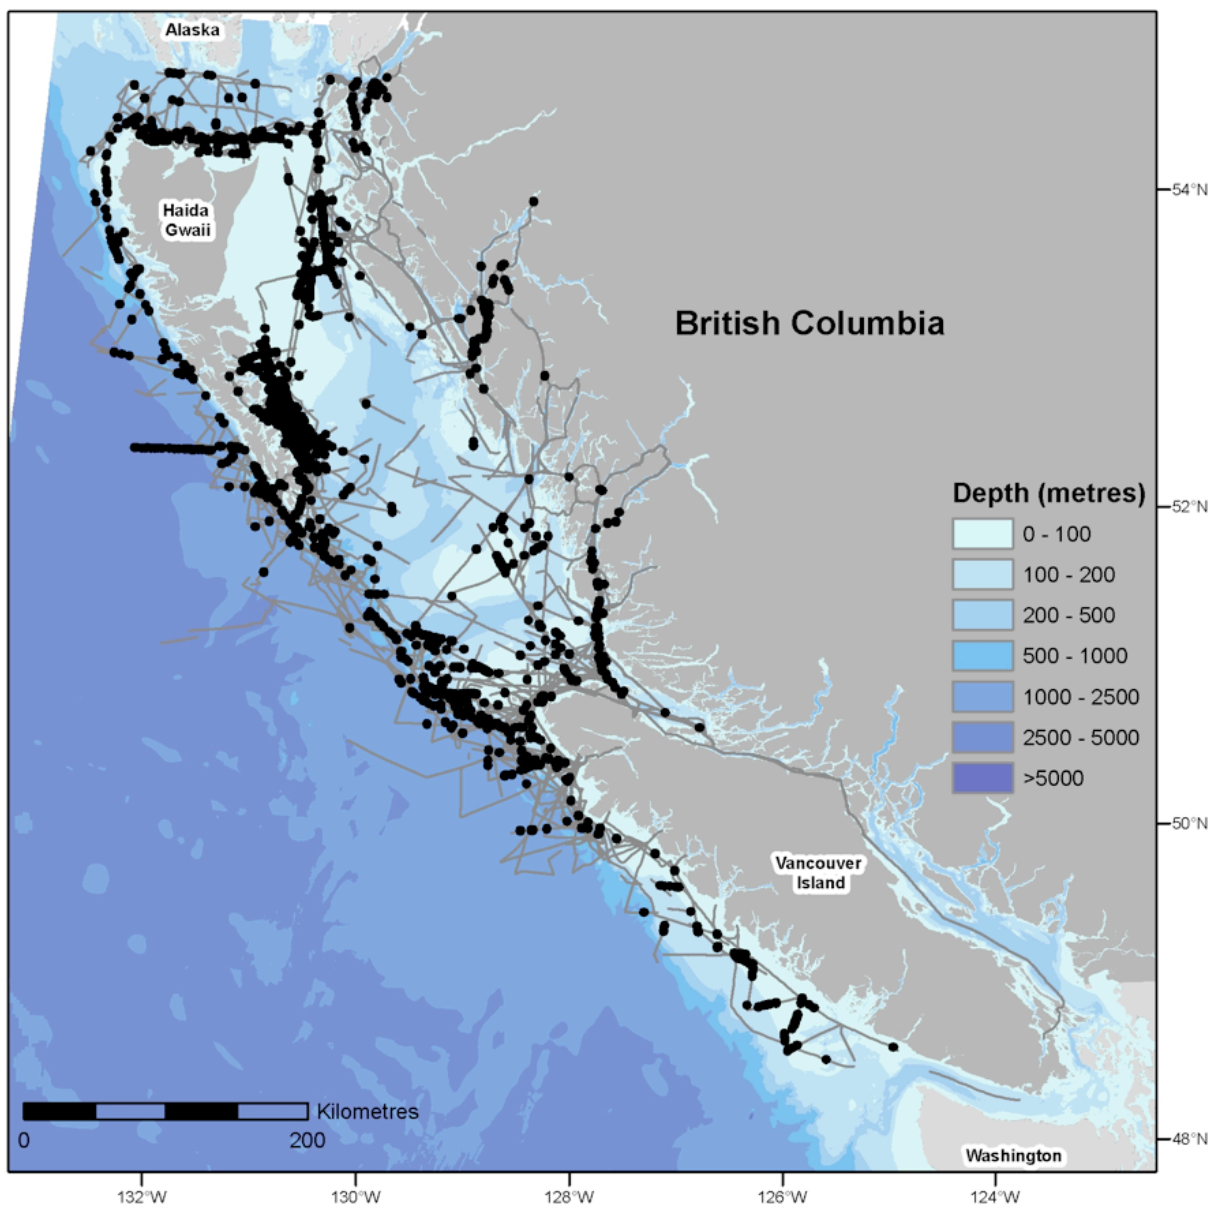 Alaska
Haida
Gwaii
54°N
British Columbia
Depth (metres)
0 - 100
52°N
100 - 200
200 - 500
500 - 1000
1000 - 2500
2500 - 5000
>5000
50°N
Vancouver
Island
Kilometres
0
200
48°N
Washington
132°W
130°W
128°W
126°W
124°W